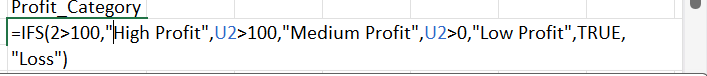 Profit_Category
=IFS(2>100,"High Profit",U2>100,"Medium Profit",U2>0,"Low Profit",TRUE,
"Loss")